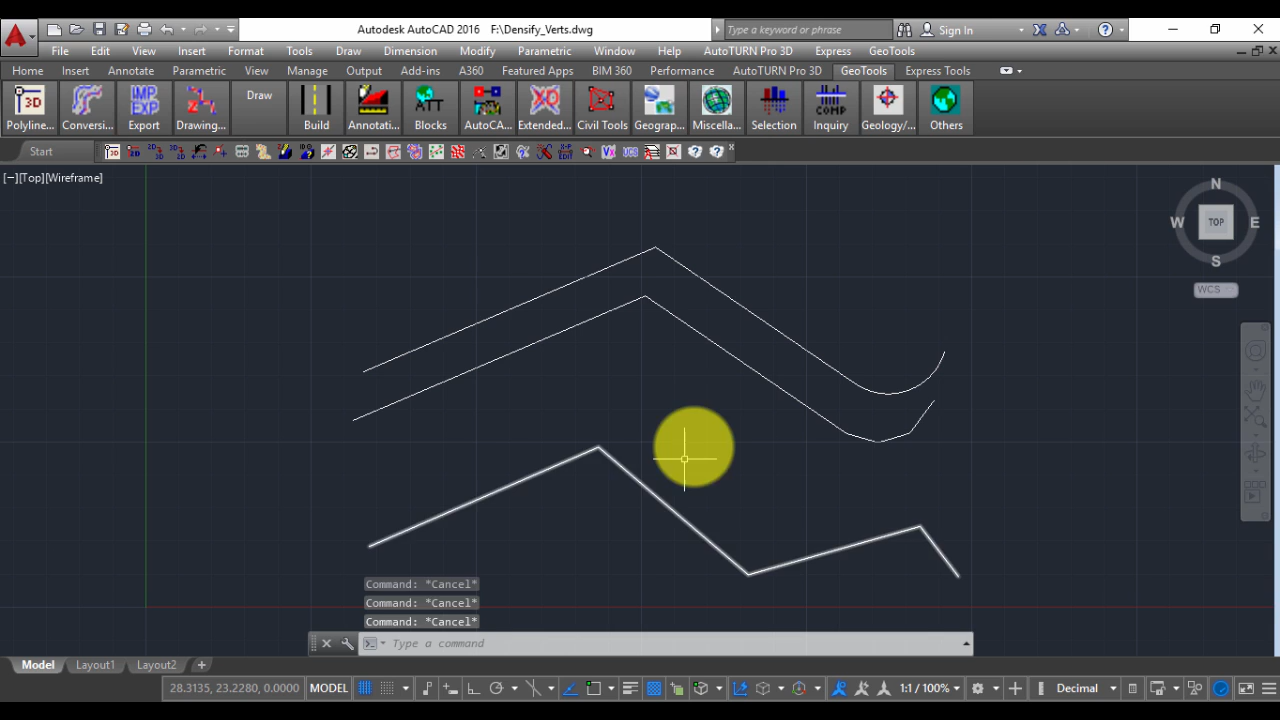 Autodesk AutoCAD 2016 F:\Densify_Verts.dwg
Type a keyword or phrase
Sign In
File Edit View Insert Format Tools Draw Dimension Modify Parametric Window Help AutoTURN Pro 3D Express GeoTools
Home Insert Annotate Parametric View Manage Output Add-ins A360 Featured Apps BIM 360 Performance AutoTURN Pro 3D GeoTools Express Tools
Polyline... Conversi... Export Drawing... Draw Build Annotati... Blocks AutoCA... Extended... Civil Tools Geograp... Miscella... Selection Inquiry Geology/... Others
Start
[−][Top][Wireframe]
N
W TOP E
S
WCS
Command: *Cancel*
Command: *Cancel*
Command: *Cancel*
Type a command
Model Layout1 Layout2 +
28.3135, 23.2280, 0.0000 MODEL 1:1 / 100% Decimal